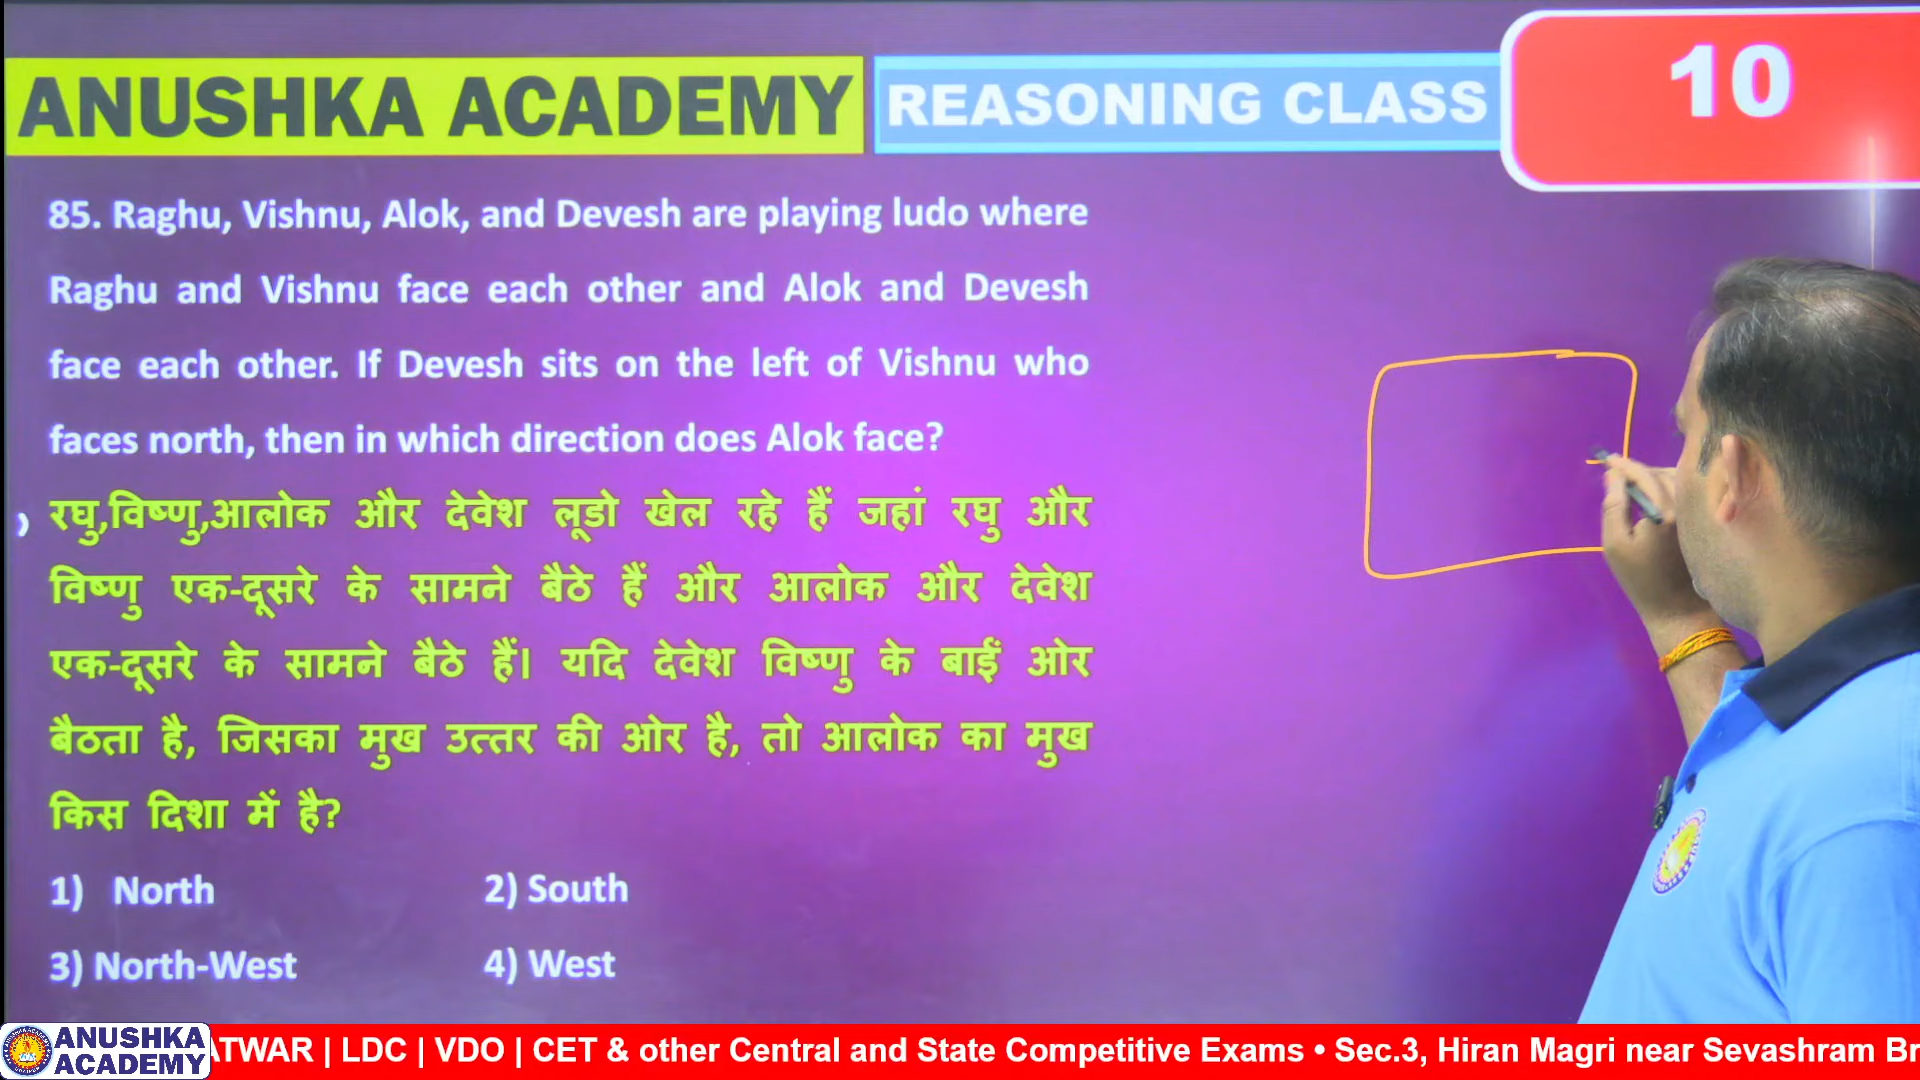 ANUSHKA ACADEMY
REASONING CLASS
10
85. Raghu, Vishnu, Alok, and Devesh are playing ludo where
Raghu and Vishnu face each other and Alok and Devesh
face each other. If Devesh sits on the left of Vishnu who
faces north, then in which direction does Alok face?
रघु,विष्णु,आलोक और देवेश लूडो खेल रहे हैं जहां रघु और
विष्णु एक-दूसरे के सामने बैठे हैं और आलोक और देवेश
एक-दूसरे के सामने बैठे हैं। यदि देवेश विष्णु के बाईं ओर
बैठता है, जिसका मुख उत्तर की ओर है, तो आलोक का मुख
किस दिशा में है?
1) North 2) South
3) North-West 4) West
ANUSHKA
ACADEMY
ATWAR | LDC | VDO | CET & other Central and State Competitive Exams • Sec.3, Hiran Magri near Sevashram Br